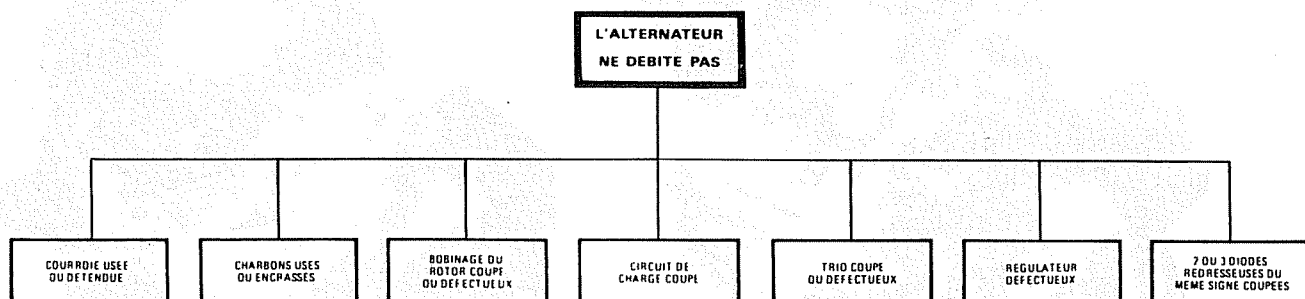 L'ALTERNATEUR
NE DEBITE PAS
COURROIE USEE
OU DETENDUE
CHARBONS USES
OU ENCRASSES
BOBINAGE DU
ROTOR COUPE
OU DEFECTUEUX
CIRCUIT DE
CHARGE COUPE
TRIO COUPE
OU DEFECTUEUX
REGULATEUR
DEFECTUEUX
2 OU 3 DIODES
REDRESSEUSES DU
MEME SIGNE COUPEES